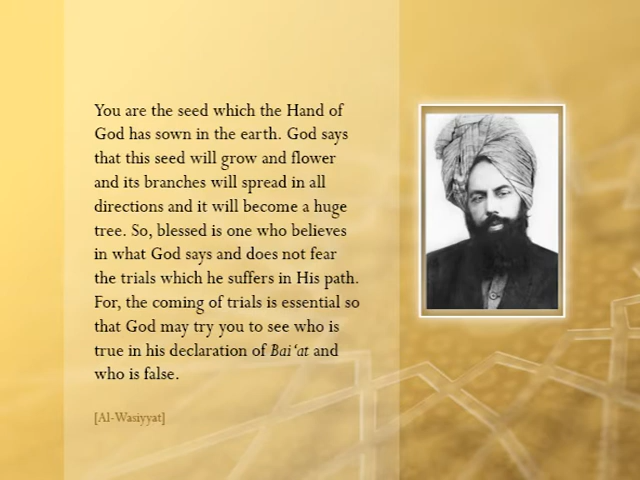 You are the seed which the Hand of
God has sown in the earth. God says
that this seed will grow and flower
and its branches will spread in all
directions and it will become a huge
tree. So, blessed is one who believes
in what God says and does not fear
the trials which he suffers in His path.
For, the coming of trials is essential so
that God may try you to see who is
true in his declaration of Bai‘at and
who is false.
[Al-Wasiyyat]